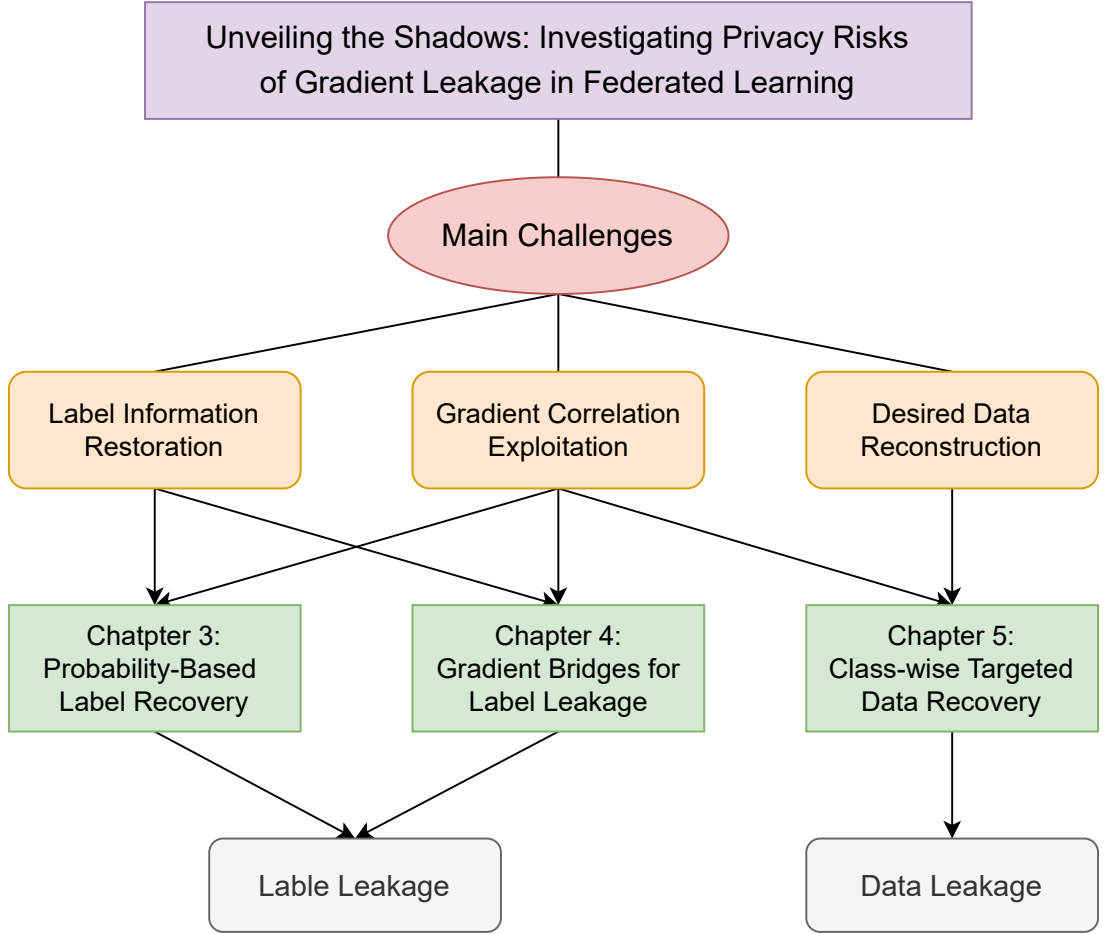 Unveiling the Shadows: Investigating Privacy Risks
of Gradient Leakage in Federated Learning
Main Challenges
Label Information
Restoration
Gradient Correlation
Exploitation
Desired Data
Reconstruction
Chatpter 3:
Probability-Based
Label Recovery
Chapter 4:
Gradient Bridges for
Label Leakage
Chapter 5:
Class-wise Targeted
Data Recovery
Lable Leakage
Data Leakage